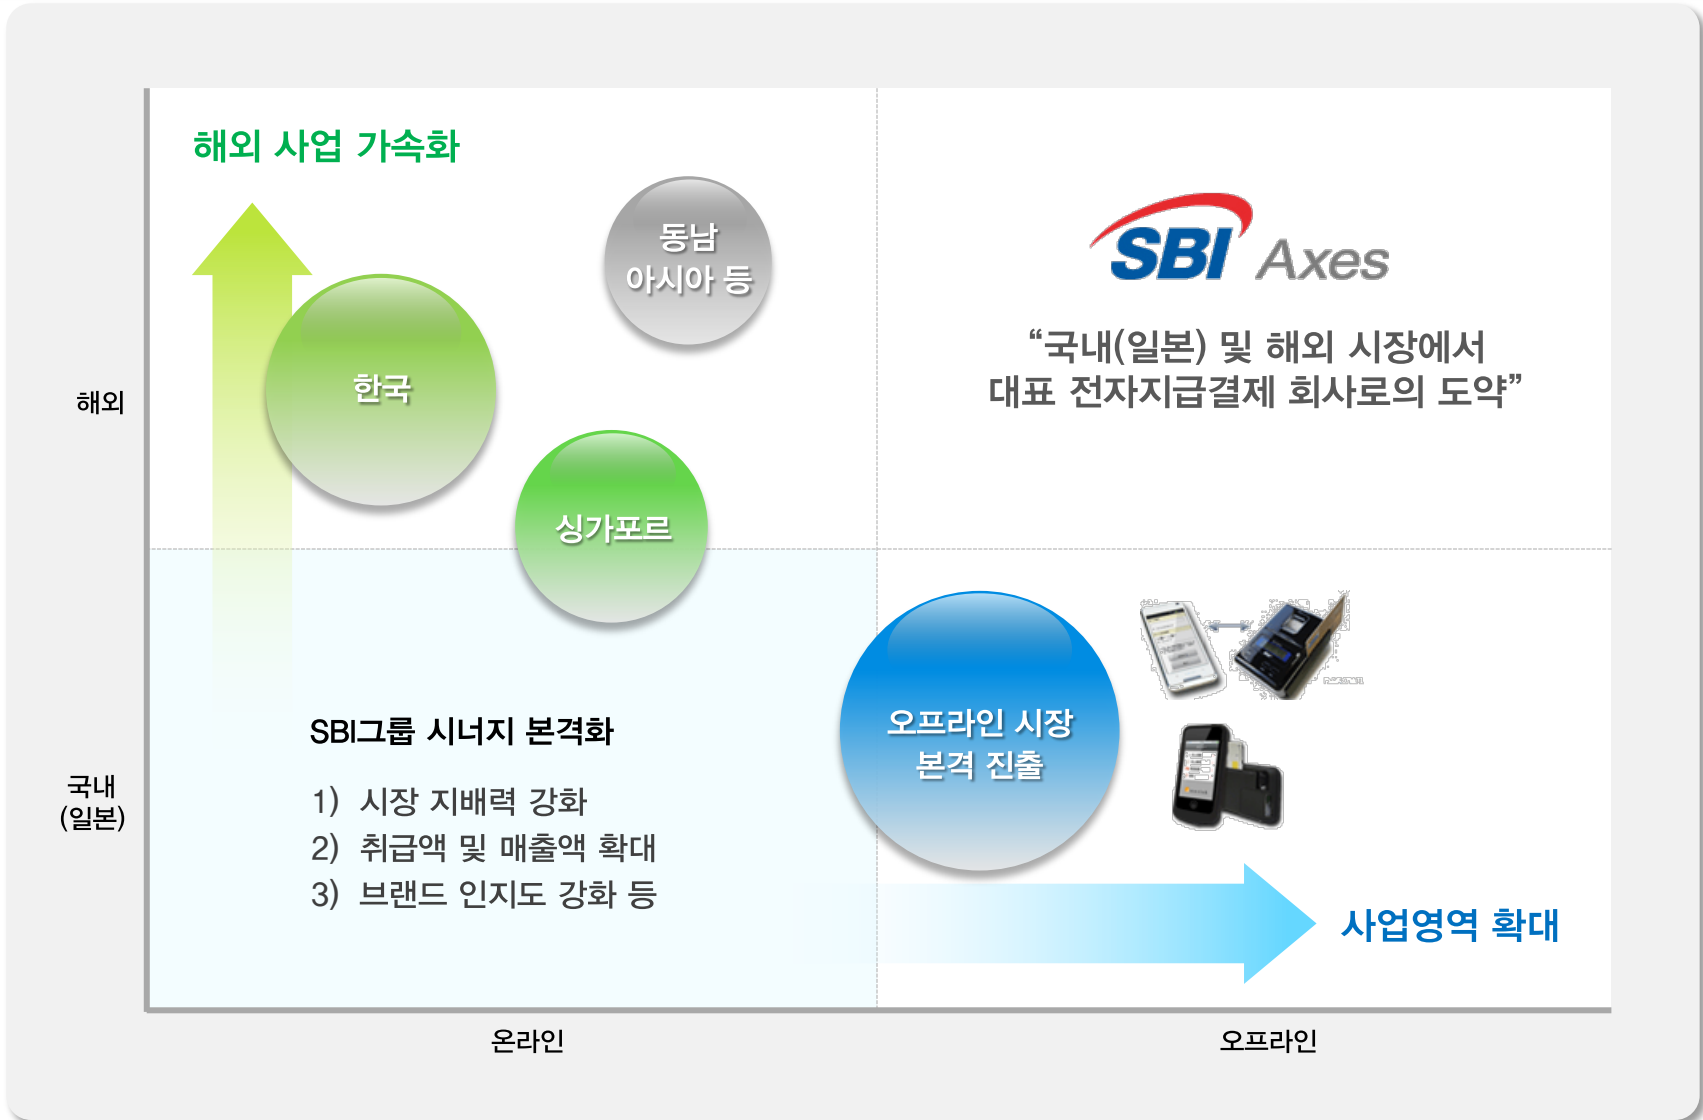 해외 사업 가속화
동남
아시아 등
한국
싱가포르
SBI Axes
“국내(일본) 및 해외 시장에서
대표 전자지급결제 회사로의 도약”
해외
국내
(일본)
SBI그룹 시너지 본격화
1) 시장 지배력 강화
2) 취급액 및 매출액 확대
3) 브랜드 인지도 강화 등
오프라인 시장
본격 진출
사업영역 확대
온라인
오프라인